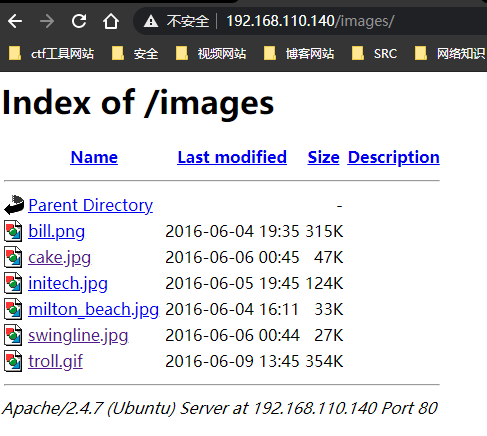 不安全 | 192.168.110.140/images/
ctf工具网站 安全 视频网站 博客网站 SRC 网络知识
Index of /images
Name Last modified Size Description
Parent Directory -
bill.png 2016-06-04 19:35 315K
cake.jpg 2016-06-06 00:45 47K
initech.jpg 2016-06-05 19:45 124K
milton_beach.jpg 2016-06-04 16:11 33K
swingline.jpg 2016-06-06 00:44 27K
troll.gif 2016-06-09 13:45 354K
Apache/2.4.7 (Ubuntu) Server at 192.168.110.140 Port 80